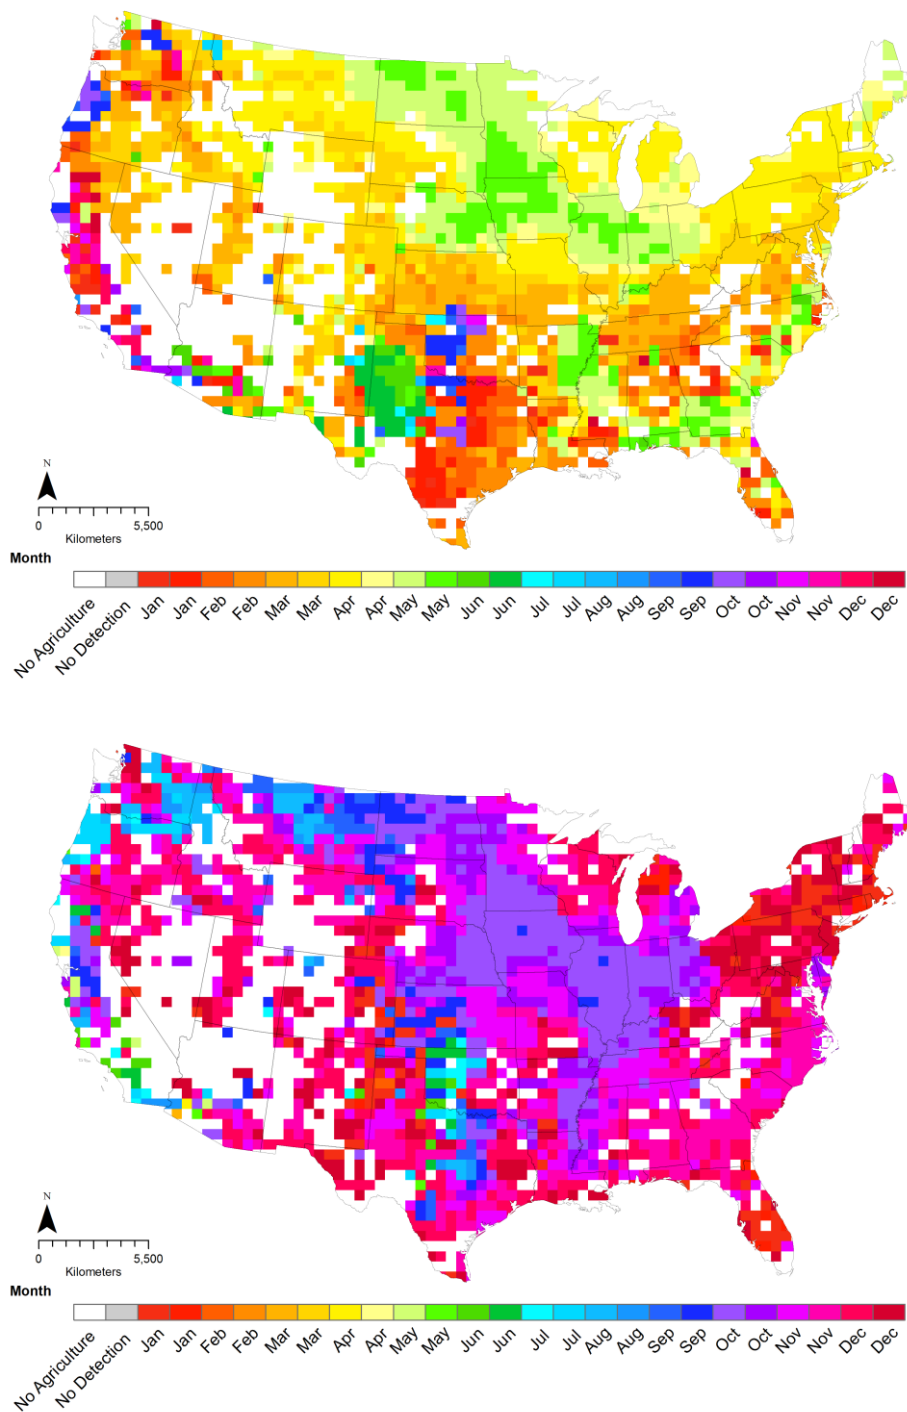 N
0 5,500
Kilometers
Month
No Agriculture No Detection Jan Jan Feb Feb Mar Mar Apr Apr May May Jun Jun Jul Jul Aug Aug Sep Sep Oct Oct Nov Nov Dec Dec
N
0 5,500
Kilometers
Month
No Agriculture No Detection Jan Jan Feb Feb Mar Mar Apr Apr May May Jun Jun Jul Jul Aug Aug Sep Sep Oct Oct Nov Nov Dec Dec